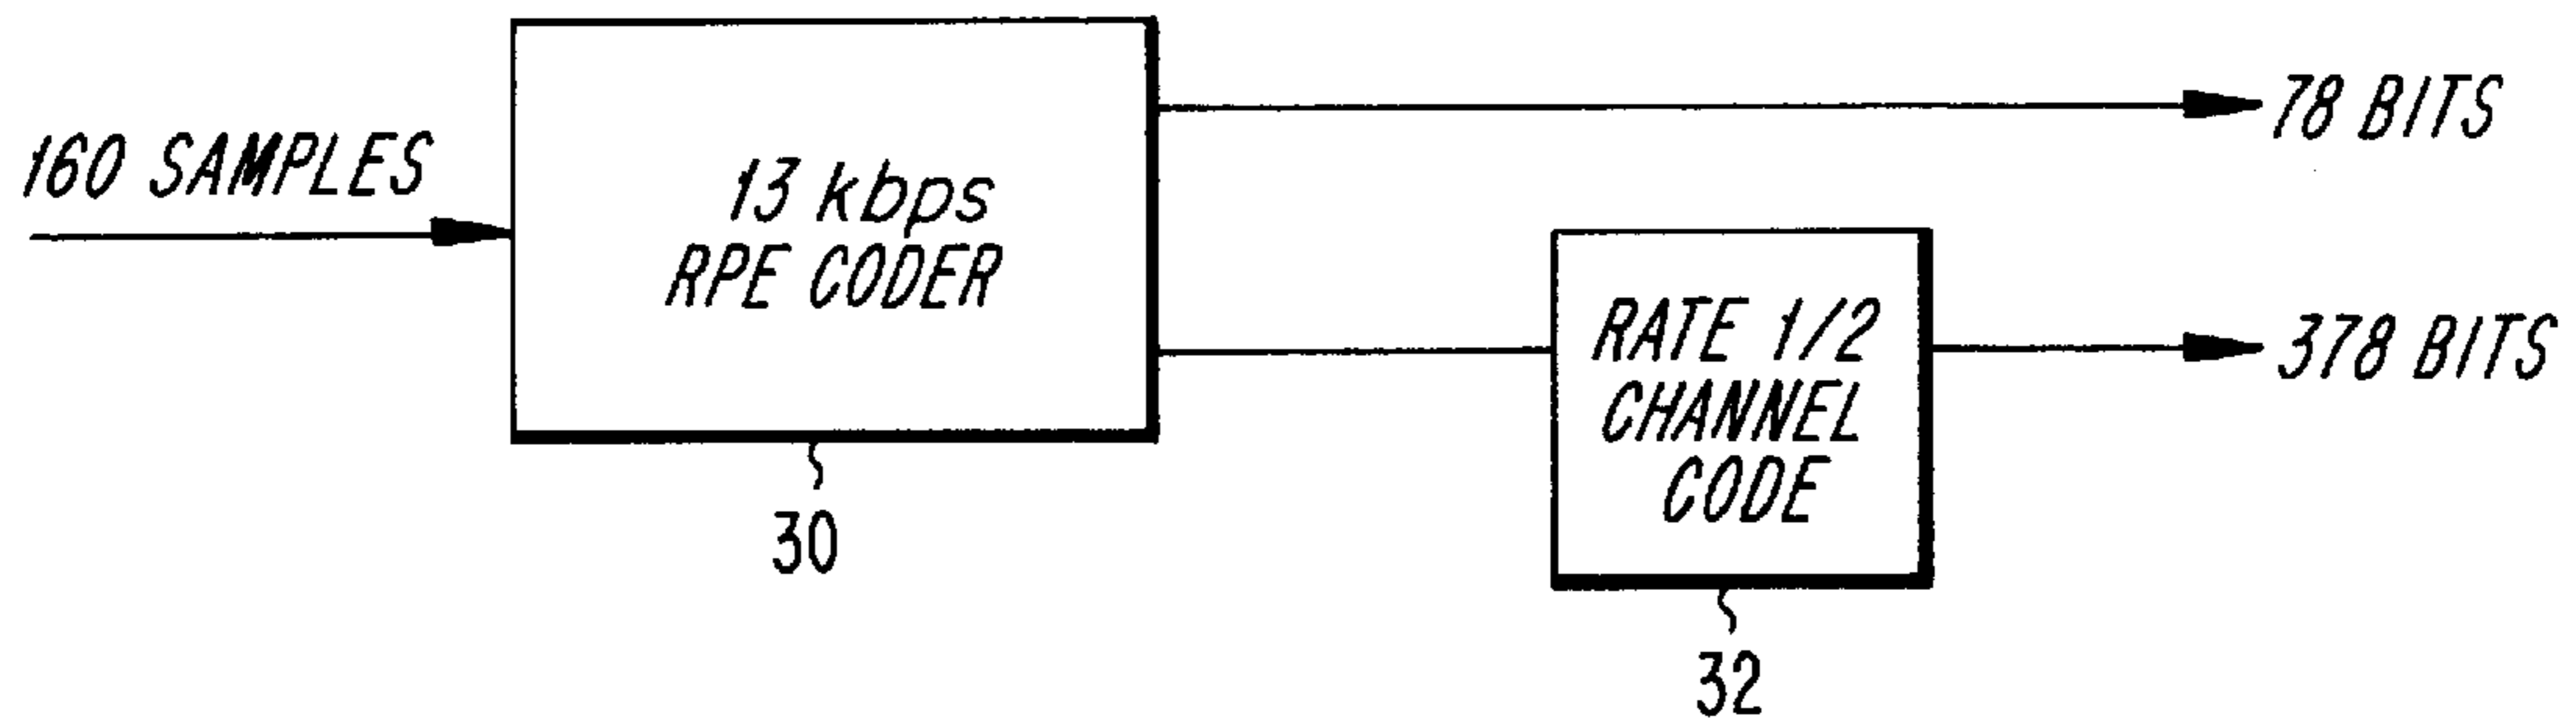 160 SAMPLES
13 kbps
RPE CODER
30
78 BITS
RATE 1/2
CHANNEL
CODE
32
378 BITS